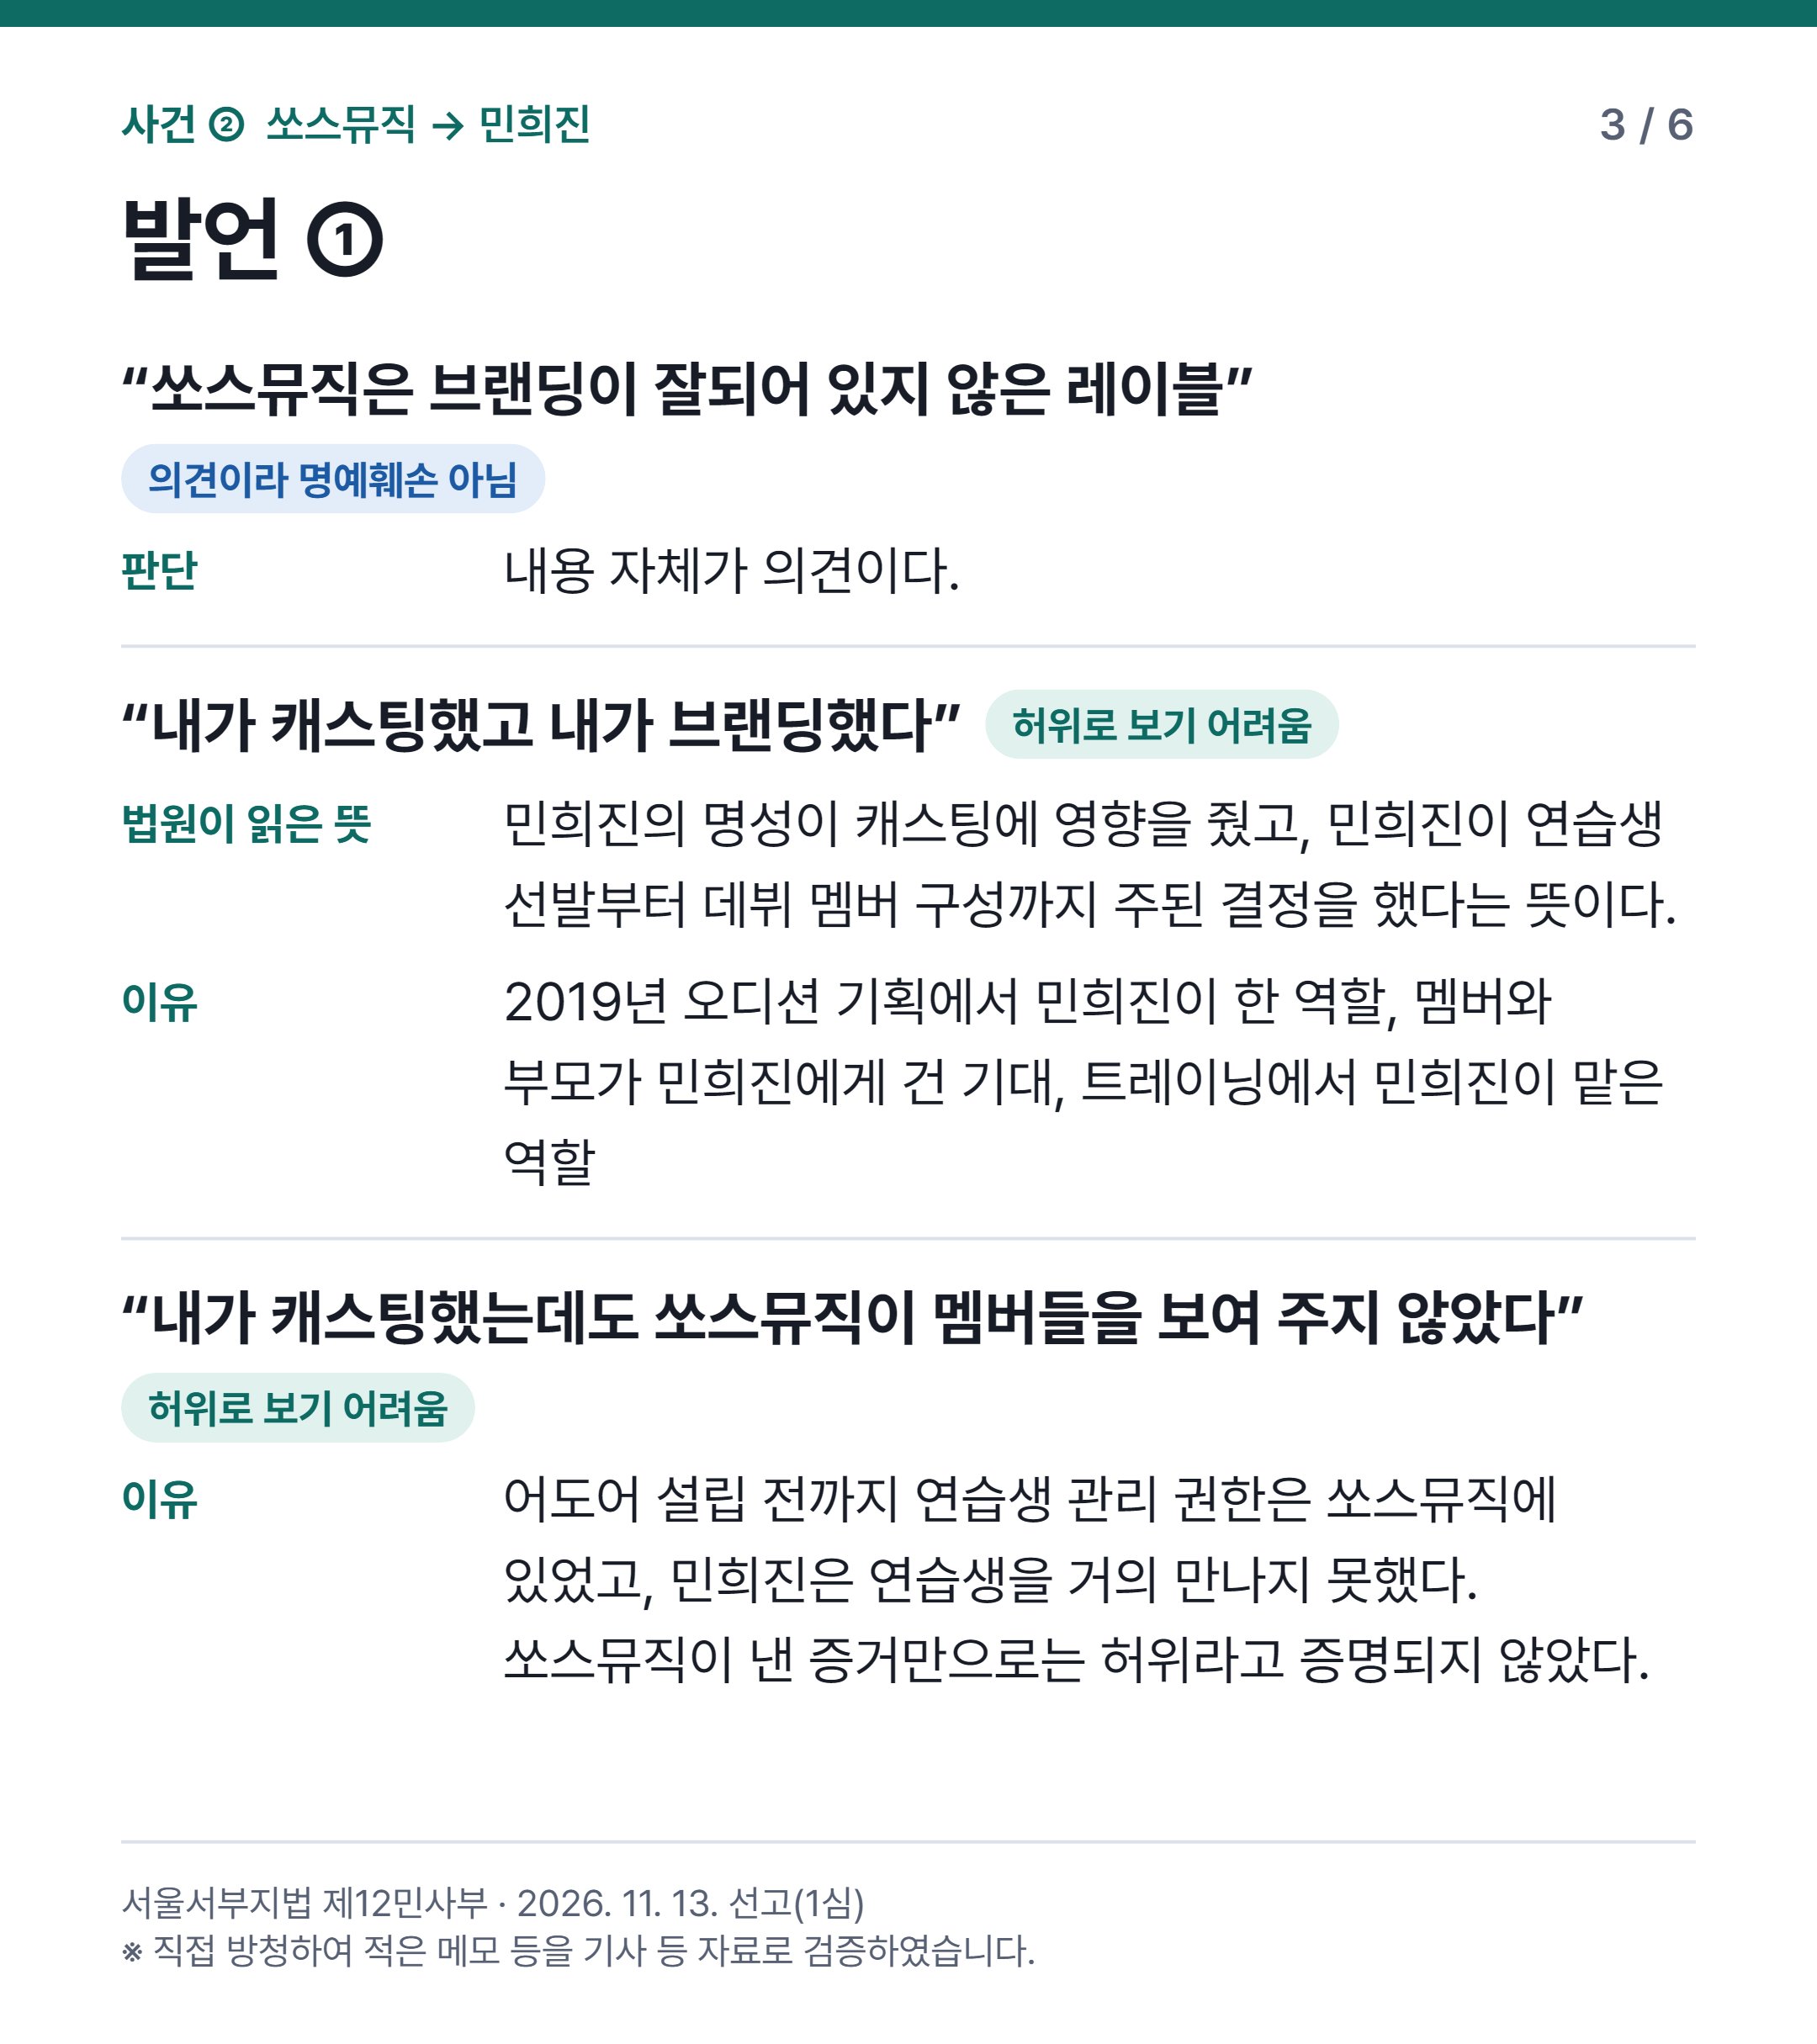 사건 ② 쏘스뮤직 → 민희진
3 / 6
발언 ①
“쏘스뮤직은 브랜딩이 잘되어 있지 않은 레이블”
의견이라 명예훼손 아님
판단 내용 자체가 의견이다.
“내가 캐스팅했고 내가 브랜딩했다” 허위로 보기 어려움
법원이 읽은 뜻 민희진의 명성이 캐스팅에 영향을 줬고, 민희진이 연습생
선발부터 데뷔 멤버 구성까지 주된 결정을 했다는 뜻이다.
이유 2019년 오디션 기획에서 민희진이 한 역할, 멤버와
부모가 민희진에게 건 기대, 트레이닝에서 민희진이 맡은
역할
“내가 캐스팅했는데도 쏘스뮤직이 멤버들을 보여 주지 않았다”
허위로 보기 어려움
이유 어도어 설립 전까지 연습생 관리 권한은 쏘스뮤직에
있었고, 민희진은 연습생을 거의 만나지 못했다.
쏘스뮤직이 낸 증거만으로는 허위라고 증명되지 않았다.
서울서부지법 제12민사부 · 2026. 11. 13. 선고(1심)
※ 직접 방청하여 적은 메모 등을 기사 등 자료로 검증하였습니다.